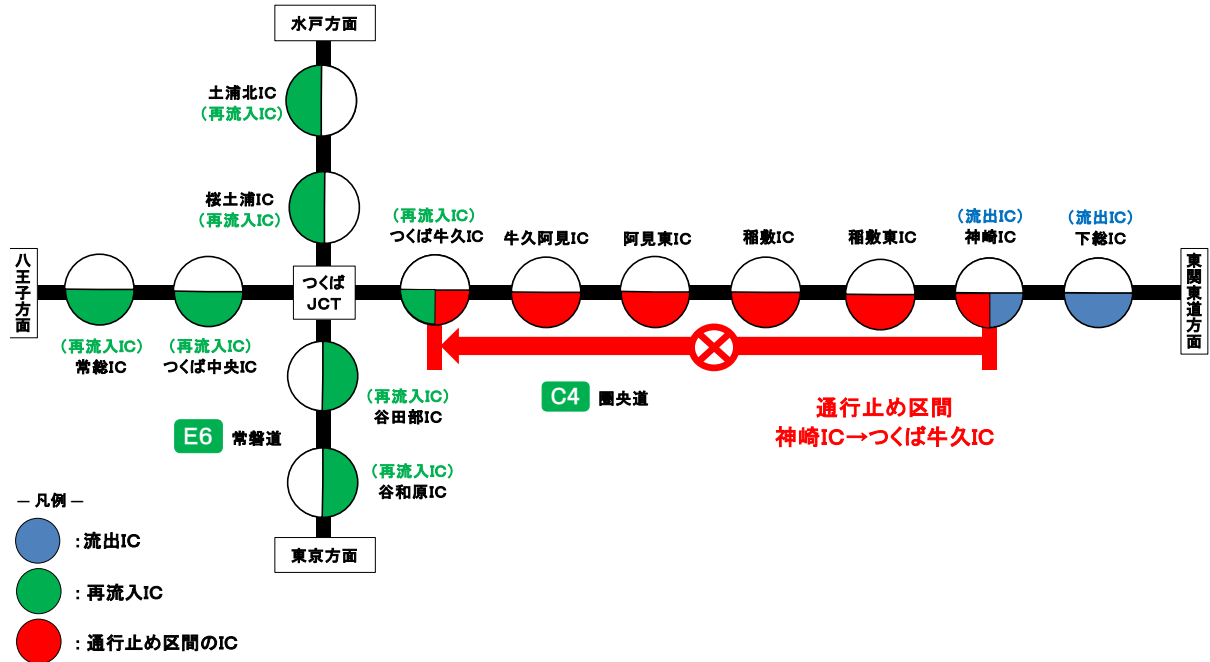 水戸方面
土浦北IC
(再流入IC)
桜土浦IC
(再流入IC)
(再流入IC)
つくば牛久IC
牛久阿見IC
阿見東IC
稲敷IC
稲敷東IC
(流出IC)
神崎IC
(流出IC)
下総IC
八王子方面
つくば
JCT
東関東道方面
(再流入IC)
常総IC
(再流入IC)
つくば中央IC
(再流入IC)
谷田部IC
C4 圏央道
通行止め区間
神崎IC→つくば牛久IC
E6 常磐道
(再流入IC)
谷和原IC
東京方面
― 凡例 ―
:流出IC
:再流入IC
:通行止め区間のIC